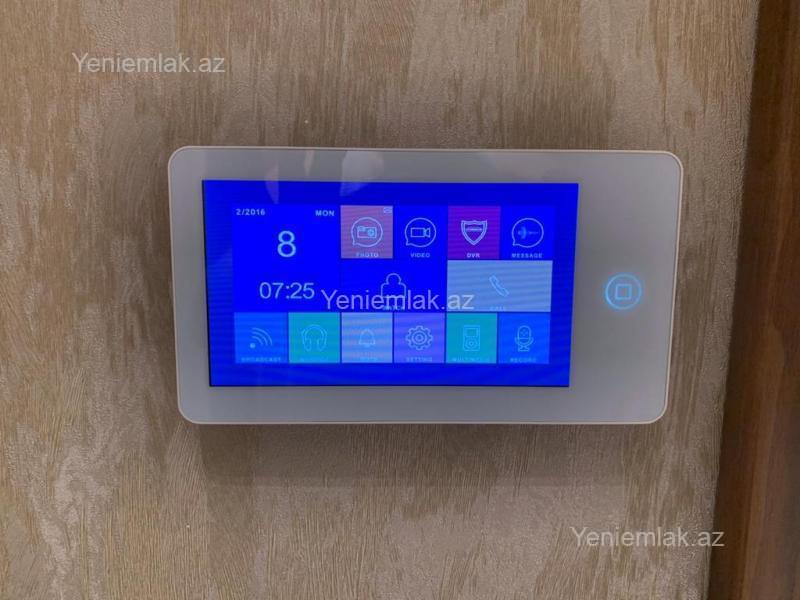 Yeniemlak.az
2/2016 MON
8
07:25
PHOTO
VIDEO
DVR
MESSAGE
Yeniemlak.az
CALL
BROADCAST
SETTING
RECORD
Yeniemlak.az